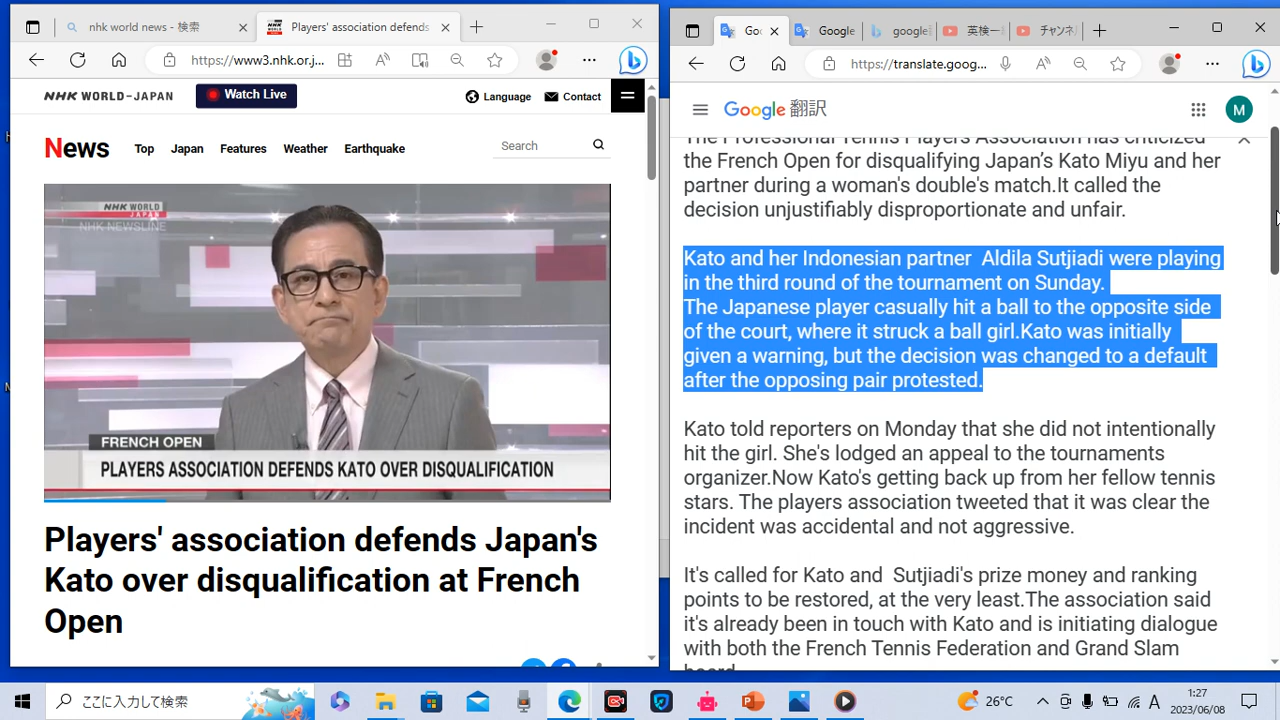 nhk world news - 検索
Players' association defends
https://www3.nhk.or.j...
NHK WORLD-JAPAN
Watch Live
Language
Contact
News
Top
Japan
Features
Weather
Earthquake
Search
NHK WORLD
JAPAN
NHK NEWSLINE
FRENCH OPEN
PLAYERS ASSOCIATION DEFENDS KATO OVER DISQUALIFICATION
Players' association defends Japan's
Kato over disqualification at French
Open
Goo
Google
google
英検一
チャンネ
https://translate.goog...
Google 翻訳
M
The Professional Tennis Players Association has criticized
the French Open for disqualifying Japan’s Kato Miyu and her
partner during a woman's double's match.It called the
decision unjustifiably disproportionate and unfair.
Kato and her Indonesian partner  Aldila Sutjiadi were playing
in the third round of the tournament on Sunday.
The Japanese player casually hit a ball to the opposite side
of the court, where it struck a ball girl.Kato was initially
given a warning, but the decision was changed to a default
after the opposing pair protested.
Kato told reporters on Monday that she did not intentionally
hit the girl. She's lodged an appeal to the tournaments
organizer.Now Kato's getting back up from her fellow tennis
stars. The players association tweeted that it was clear the
incident was accidental and not aggressive.
It's called for Kato and  Sutjiadi's prize money and ranking
points to be restored, at the very least.The association said
it's already been in touch with Kato and is initiating dialogue
with both the French Tennis Federation and Grand Slam
board.
ここに入力して検索
26°C
A
1:27
2023/06/08